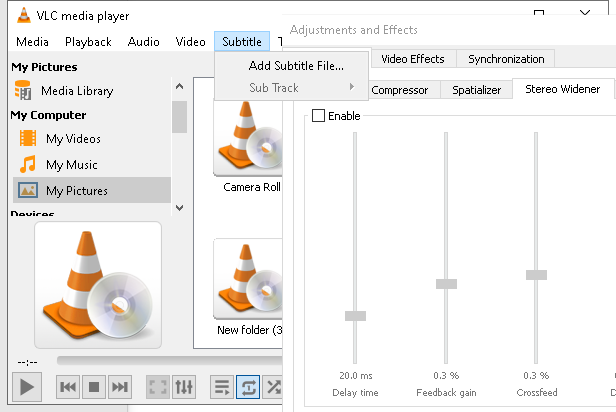 VLC media player
Media Playback Audio Video Subtitle
Add Subtitle File...
Sub Track
My Pictures
Media Library
My Computer
My Videos
My Music
My Pictures
Devices
Camera Roll
New folder (3
--:--
Adjustments and Effects
Video Effects Synchronization
Compressor Spatializer Stereo Widener
Enable
20.0 ms 0.3 % 0.3 %
Delay time Feedback gain Crossfeed